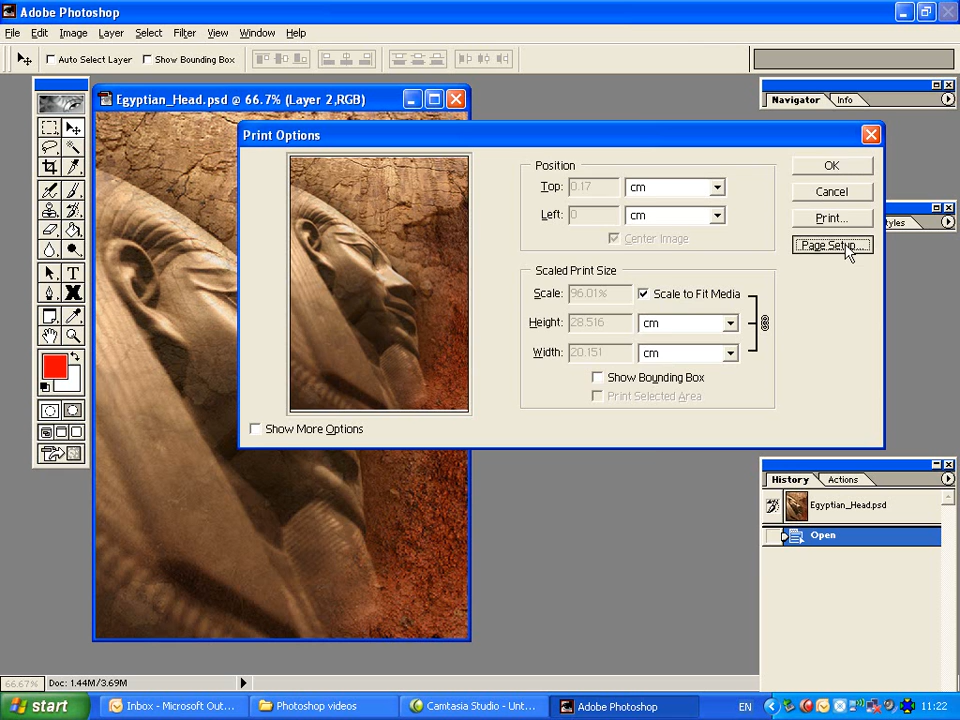 Adobe Photoshop
File Edit Image Layer Select Filter View Window Help
Auto Select Layer Show Bounding Box
Egyptian_Head.psd @ 66.7% (Layer 2,RGB)
Navigator Info
Print Options
Position
Top: 0.17 cm
Left: 0 cm
Center Image
OK
Cancel
Print...
Page Setup...
yles
Scaled Print Size
Scale: 96.01% Scale to Fit Media
Height: 28.516 cm
Width: 20.151 cm
Show Bounding Box
Print Selected Area
Show More Options
T
History Actions
Egyptian_Head.psd
Open
66.67% Doc: 1.44M/3.69M
start Inbox - Microsoft Out... Photoshop videos Camtasia Studio - Unt... Adobe Photoshop EN 11:22